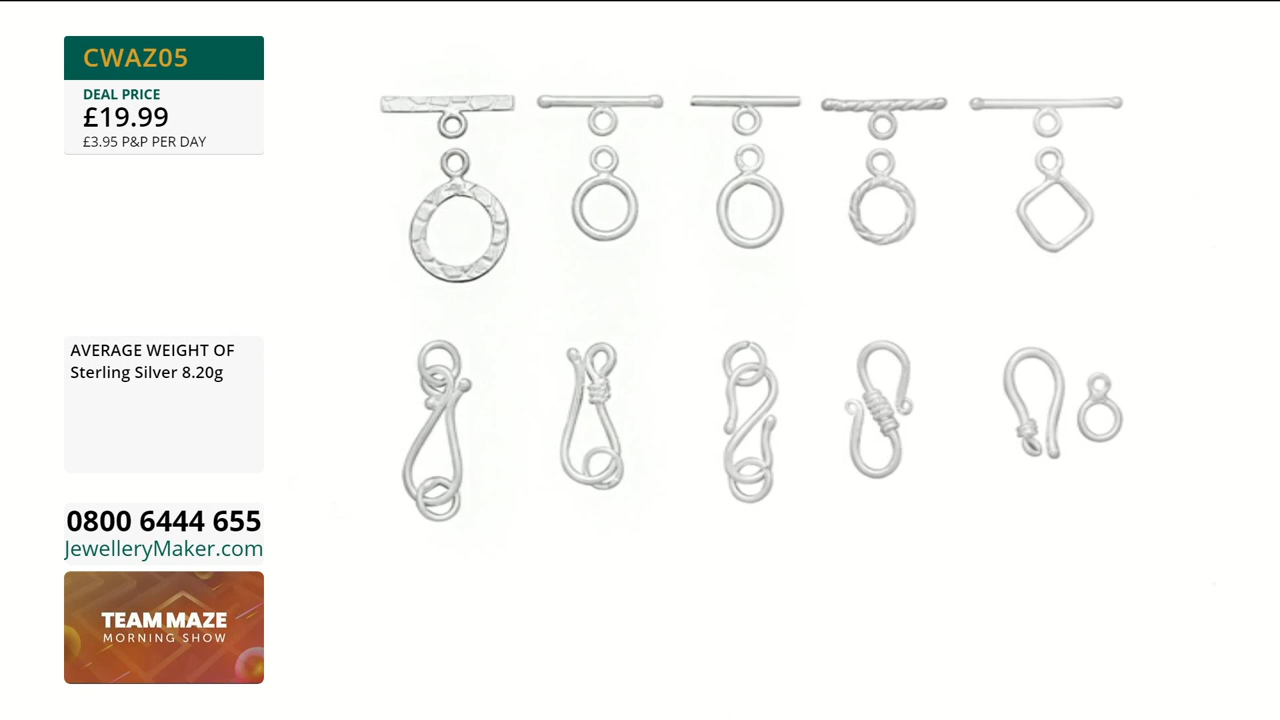 CWAZ05
DEAL PRICE
£19.99
£3.95 P&P PER DAY
AVERAGE WEIGHT OF
Sterling Silver 8.20g
0800 6444 655
JewelleryMaker.com
TEAM MAZE
MORNING SHOW